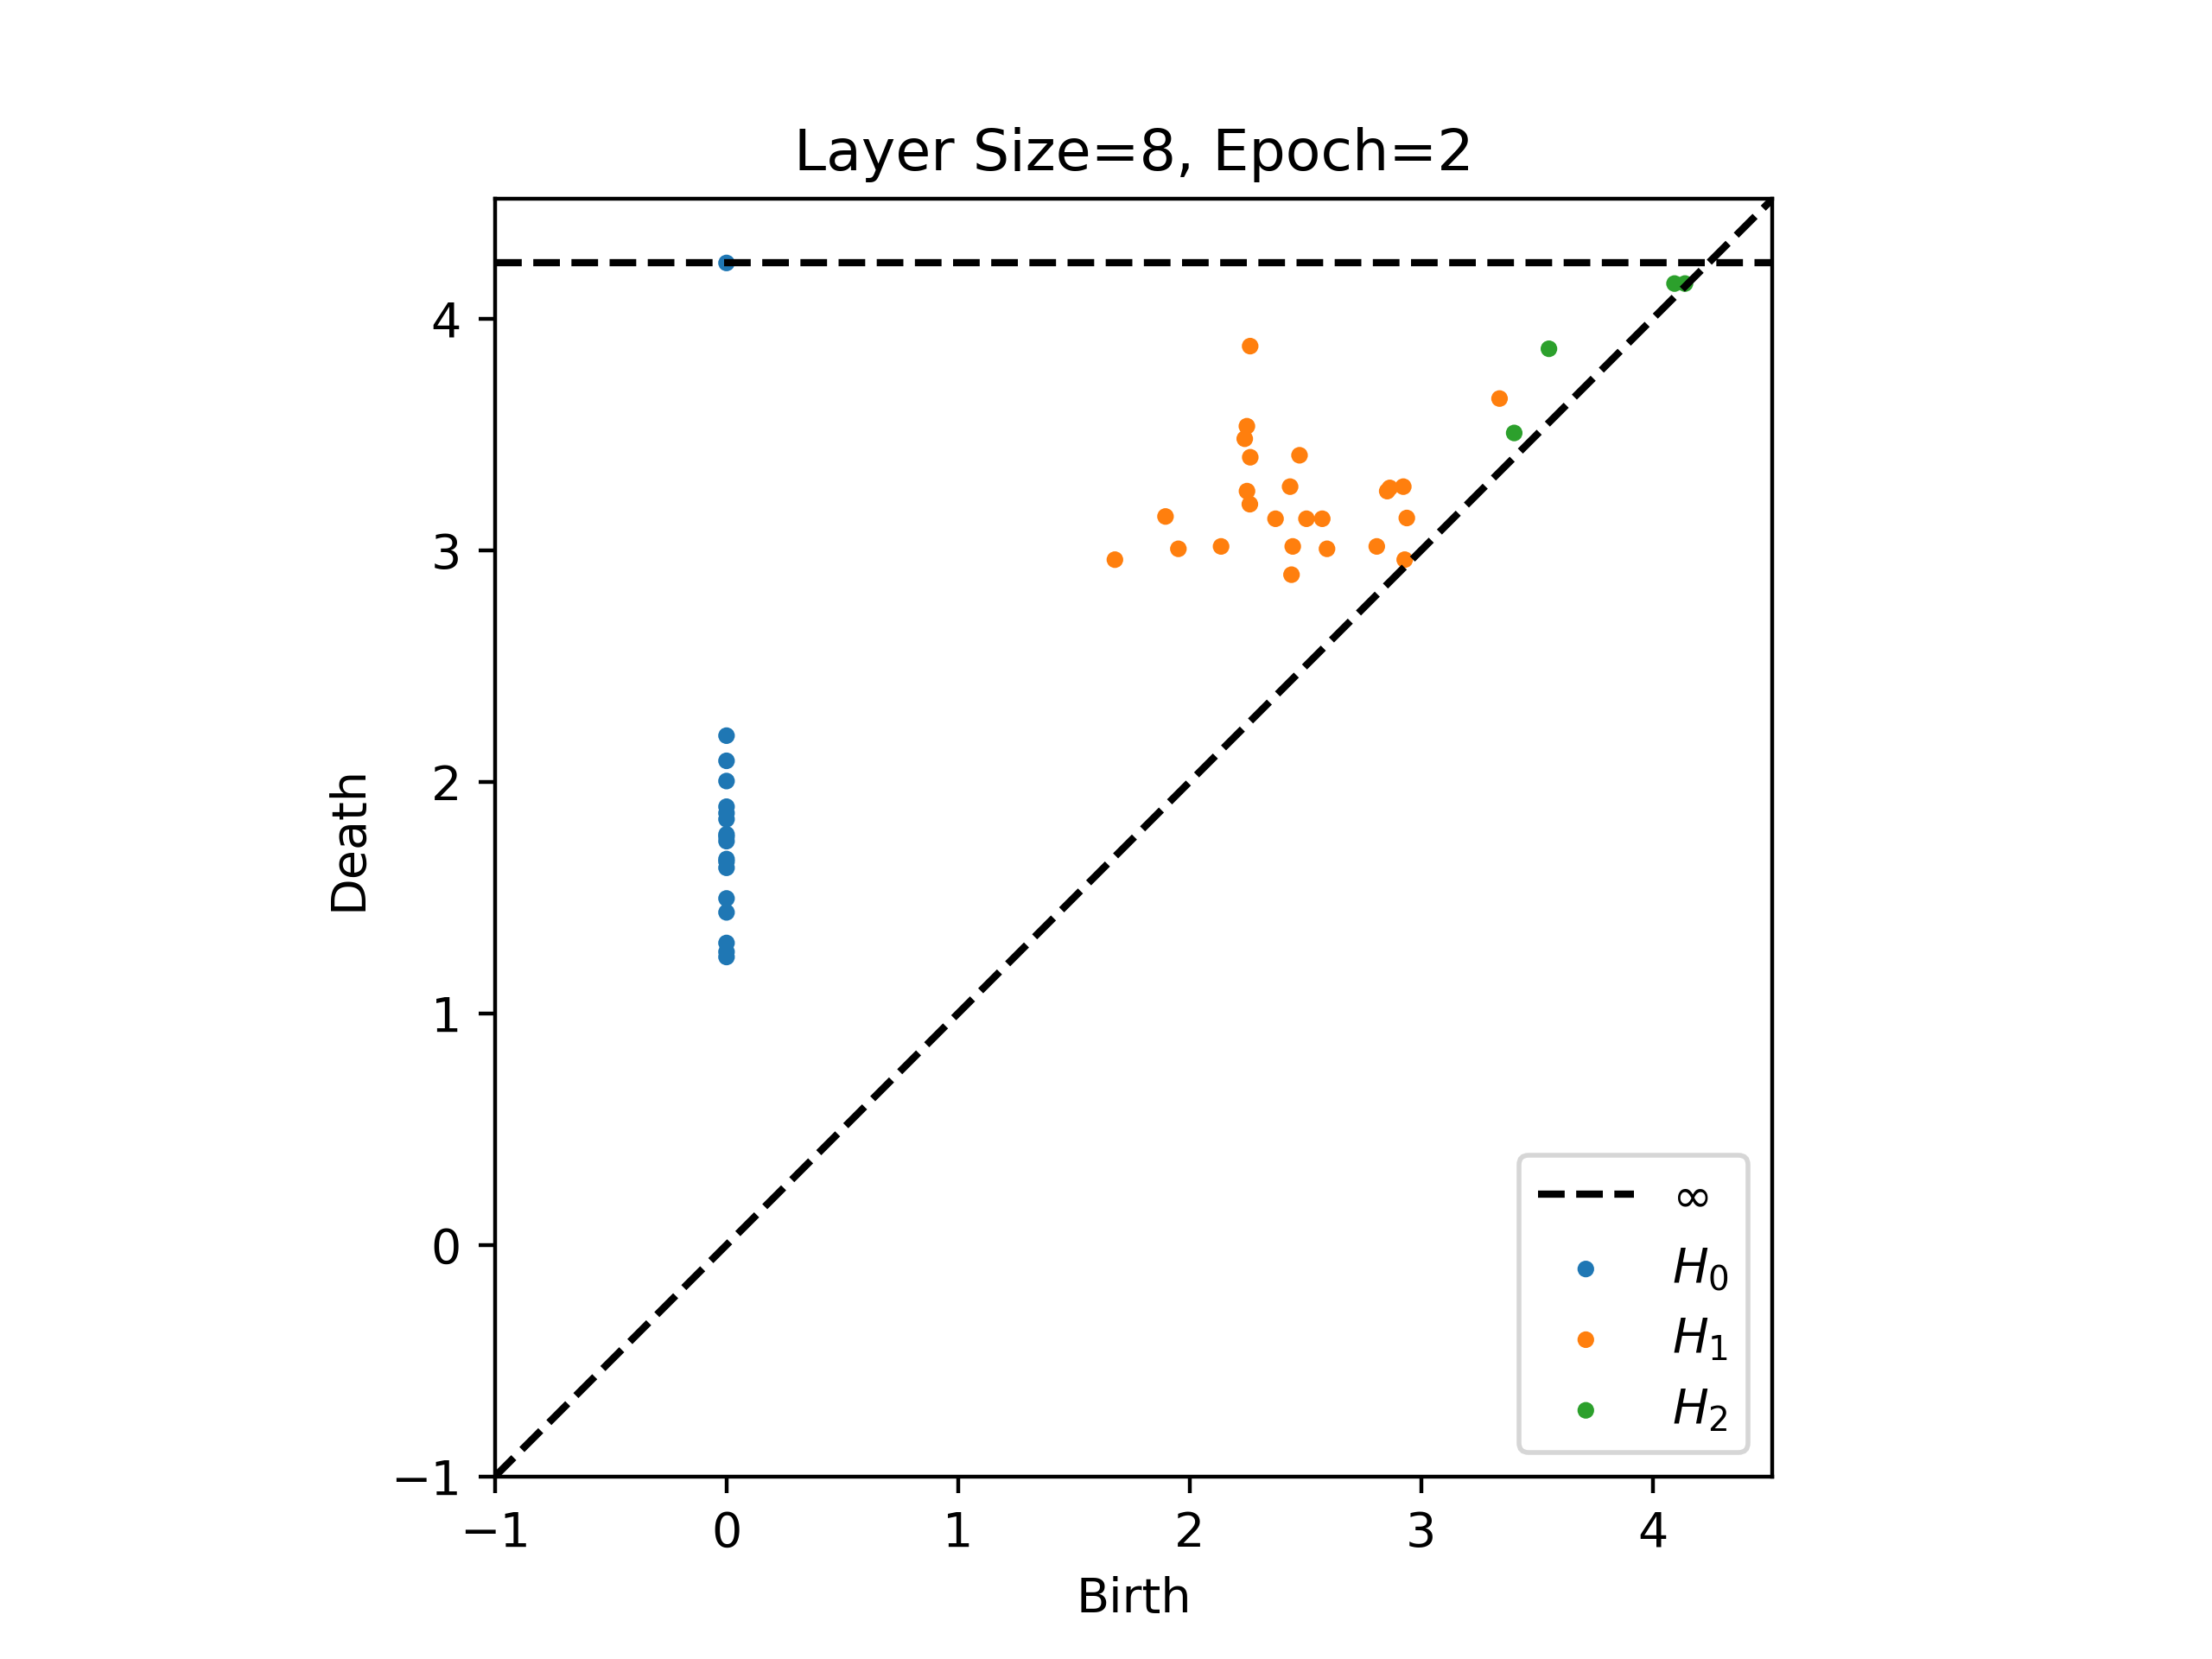 Layer Size=8, Epoch=2
Death
4
3
2
1
0
−1
−1 0 1 2 3 4
Birth
∞
H₀
H₁
H₂